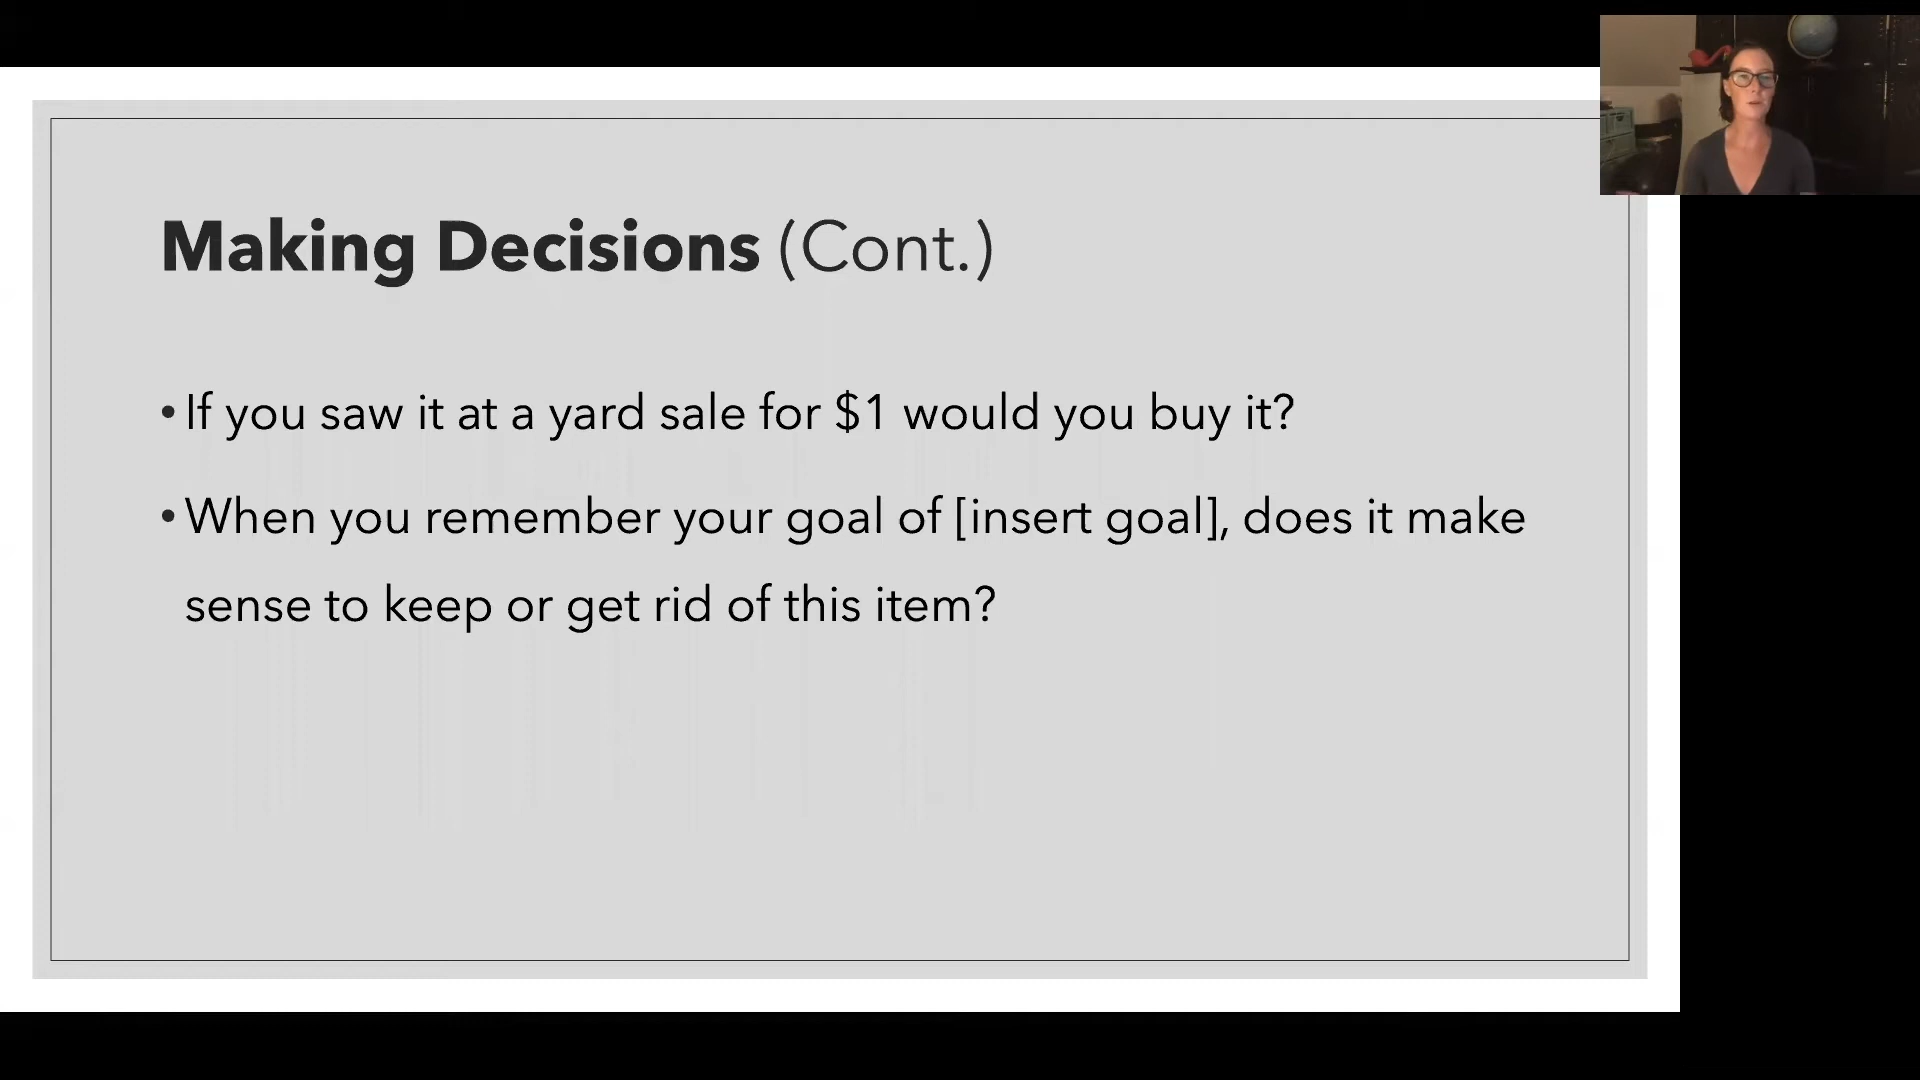 Making Decisions (Cont.)
• If you saw it at a yard sale for $1 would you buy it?
• When you remember your goal of [insert goal], does it make
sense to keep or get rid of this item?